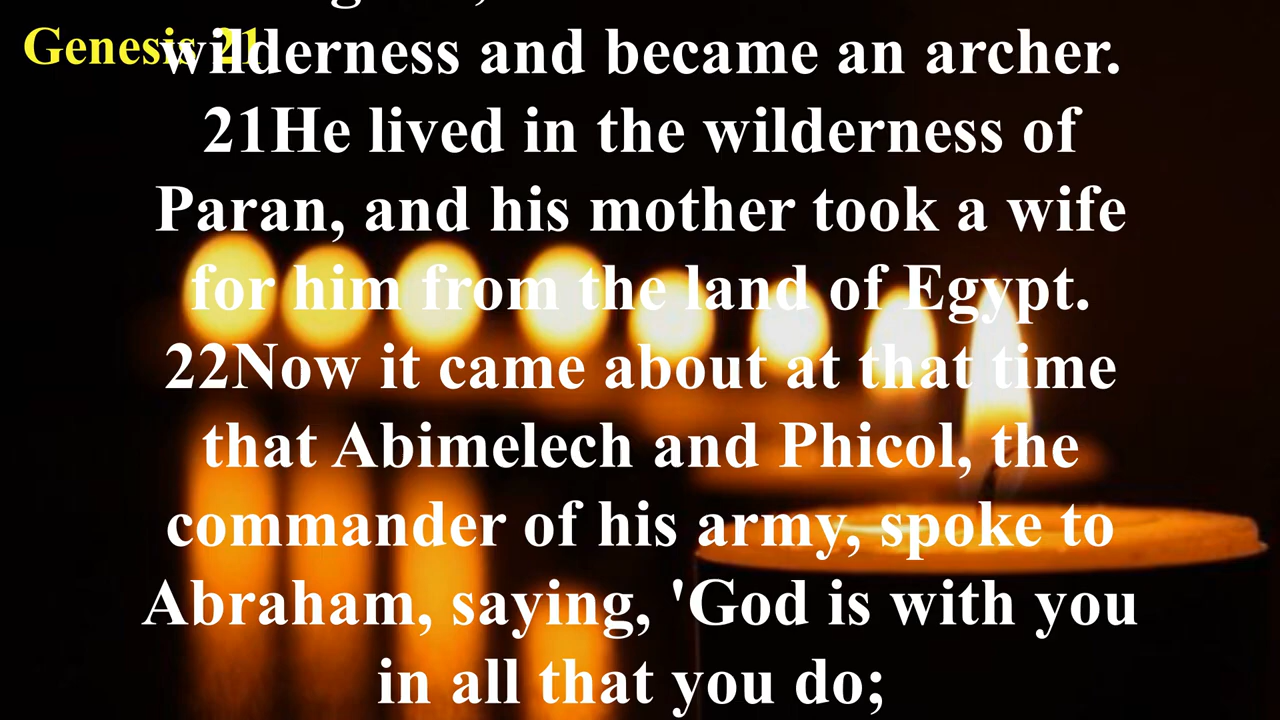 Genesis 21
wilderness and became an archer.
21He lived in the wilderness of
Paran, and his mother took a wife
for him from the land of Egypt.
22Now it came about at that time
that Abimelech and Phicol, the
commander of his army, spoke to
Abraham, saying, 'God is with you
in all that you do;